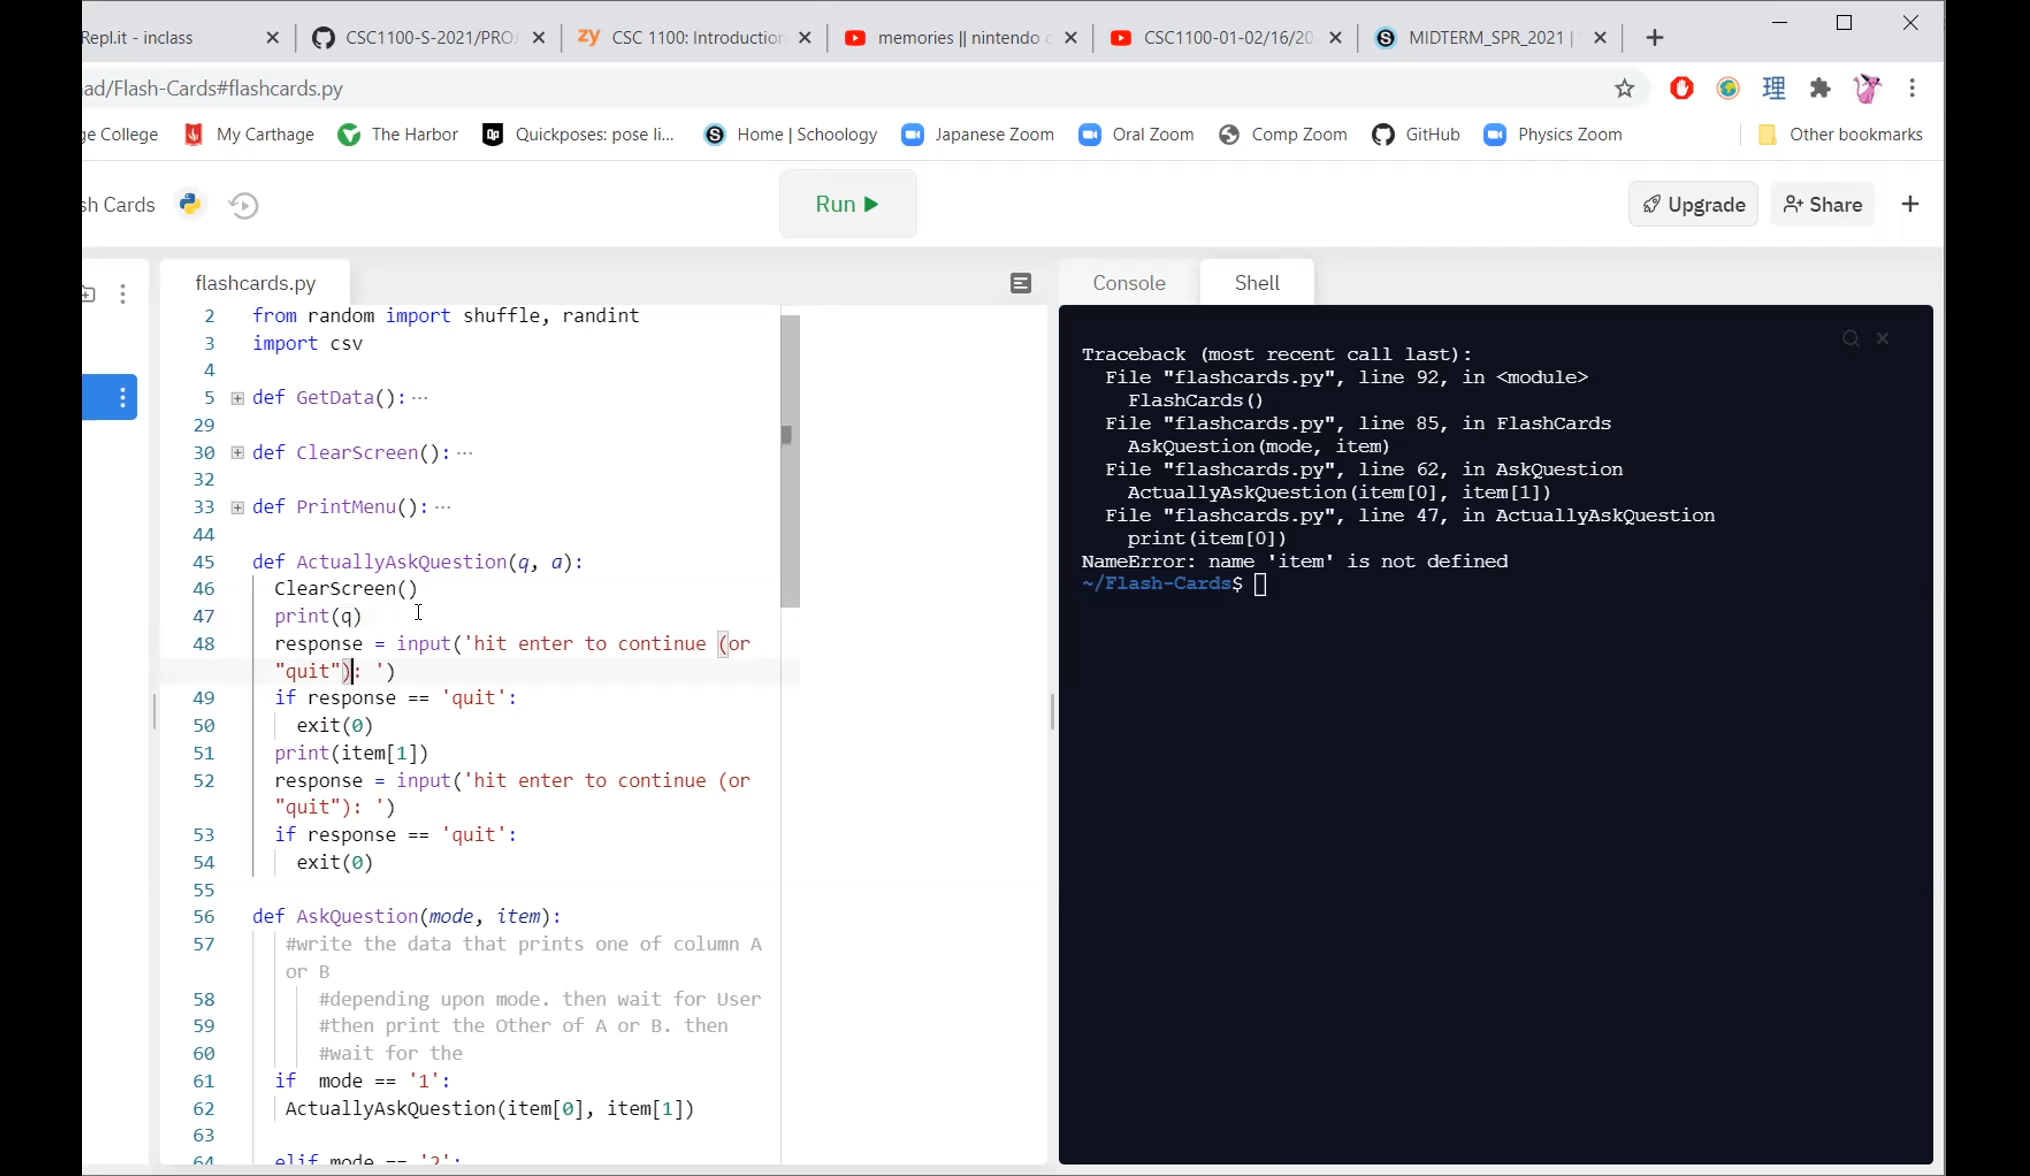 Repl.it - inclass
CSC1100-S-2021/PROJ
zy CSC 1100: Introduction
memories || nintendo
CSC1100-01-02/16/20
S MIDTERM_SPR_2021 |
ad/Flash-Cards#flashcards.py
理
ge College
My Carthage
The Harbor
Qp Quickposes: pose li...
S Home | Schoology
Japanese Zoom
Oral Zoom
Comp Zoom
GitHub
Physics Zoom
Other bookmarks
sh Cards
Run
Upgrade
Share
flashcards.py
2 from random import shuffle, randint
3 import csv
4
5 def GetData():···
29
30 def ClearScreen():···
32
33 def PrintMenu():···
44
45 def ActuallyAskQuestion(q, a):
46 ClearScreen()
47 print(q)
48 response = input('hit enter to continue (or
"quit"): ')
49 if response == 'quit':
50 exit(0)
51 print(item[1])
52 response = input('hit enter to continue (or
"quit"): ')
53 if response == 'quit':
54 exit(0)
55
56 def AskQuestion(mode, item):
57 #write the data that prints one of column A
or B
58 #depending upon mode. then wait for User
59 #then print the Other of A or B. then
60 #wait for the
61 if mode == '1':
62 ActuallyAskQuestion(item[0], item[1])
63
64 elif mode == '2':
Console
Shell
Traceback (most recent call last):
File "flashcards.py", line 92, in <module>
FlashCards()
File "flashcards.py", line 85, in FlashCards
AskQuestion(mode, item)
File "flashcards.py", line 62, in AskQuestion
ActuallyAskQuestion(item[0], item[1])
File "flashcards.py", line 47, in ActuallyAskQuestion
print(item[0])
NameError: name 'item' is not defined
~/Flash-Cards$